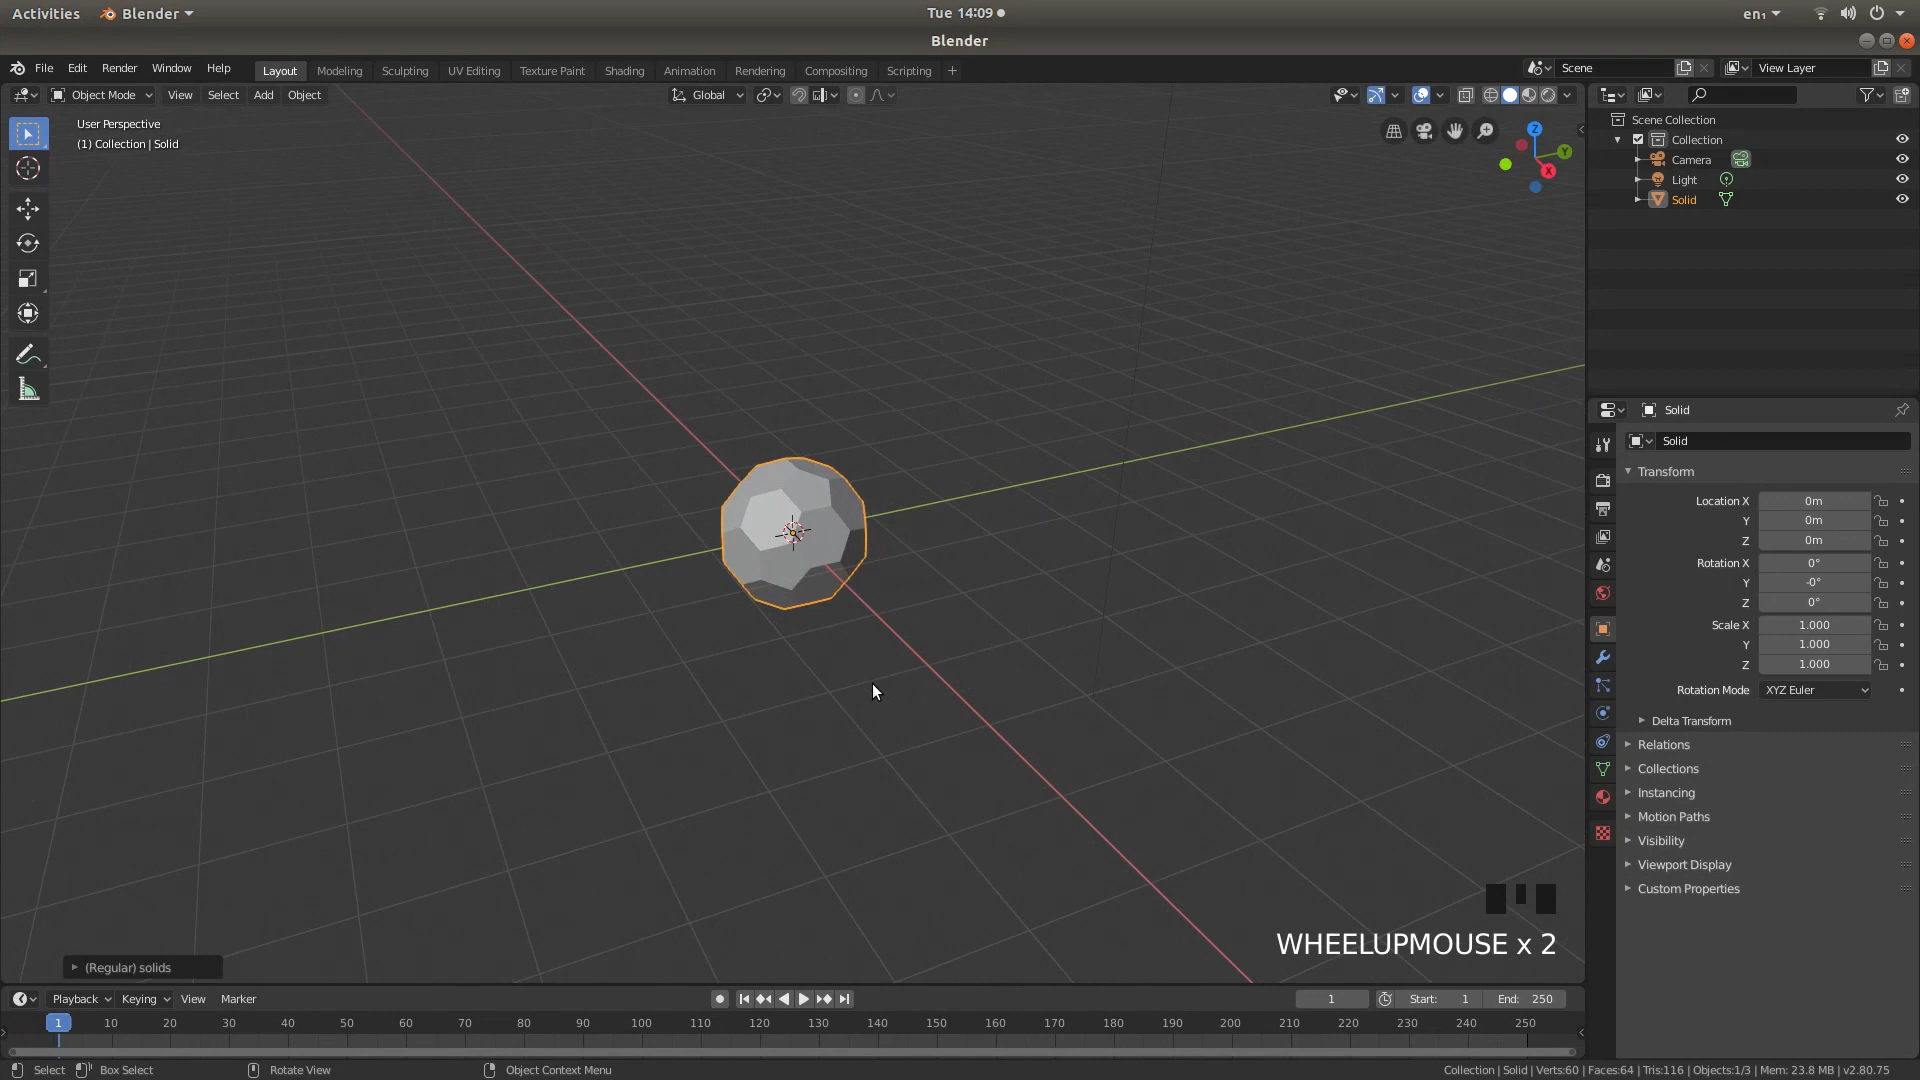 Activities Blender Tue 14:09 en₁
Blender
File Edit Render Window Help Layout Modeling Sculpting UV Editing Texture Paint Shading Animation Rendering Compositing Scripting + Scene View Layer
Object Mode View Select Add Object Global
User Perspective
(1) Collection | Solid
Z
Y
X
Scene Collection
Collection
Camera
Light
Solid
Solid
Solid
Transform
Location X 0m
Y 0m
Z 0m
Rotation X 0°
Y -0°
Z 0°
Scale X 1.000
Y 1.000
Z 1.000
Rotation Mode XYZ Euler
Delta Transform
Relations
Collections
Instancing
Motion Paths
Visibility
Viewport Display
Custom Properties
WHEELUPMOUSE x 2
(Regular) solids
Playback Keying View Marker 1 Start: 1 End: 250
1 10 20 30 40 50 60 70 80 90 100 110 120 130 140 150 160 170 180 190 200 210 220 230 240 250
Select Box Select Rotate View Object Context Menu Collection | Solid | Verts:60 | Faces:64 | Tris:116 | Objects:1/3 | Mem: 23.8 MB | v2.80.75